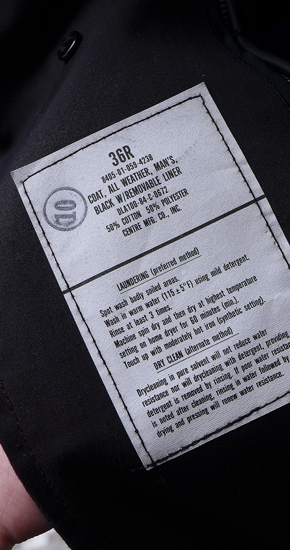 36R
8405-01-050-4238
COAT, ALL WEATHER, MAN'S,
BLACK W/REMOVABLE LINER
DLA100-84-C-0672
50% COTTON 50% POLYESTER
CENTRE MFG. CO., INC.
10
LAUNDERING (preferred method)
Spot wash badly soiled areas.
Wash in warm water (115 ± 5°F) using mild detergent.
Rinse at least 3 times.
Machine spin dry and then dry at highest temperature
setting on home dryer for 60 minutes (min.)
Touch up with moderately hot iron (synthetic setting).
DRY CLEAN (alternate method)
Drycleaning in pure solvent will not reduce water
resistance nor will drycleaning with detergent, providing
detergent is removed by rinsing. If poor water resistance
is noted after cleaning, rinsing in water followed by
drying and pressing will renew water resistance.